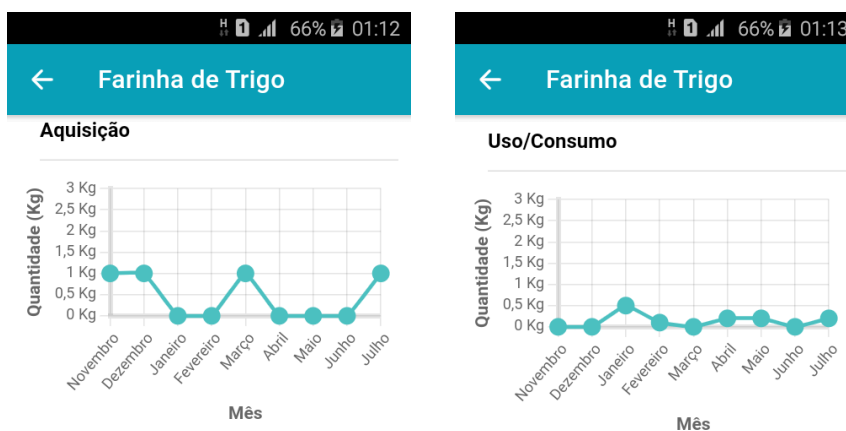 H 1 66% 01:12
Farinha de Trigo
Aquisição
Quantidade (Kg)
3 Kg
2,5 Kg
2 Kg
1,5 Kg
1 Kg
0,5 Kg
0 Kg
Novembro
Dezembro
Janeiro
Fevereiro
Março
Abril
Maio
Junho
Julho
Mês
H 1 66% 01:13
Farinha de Trigo
Uso/Consumo
Quantidade (Kg)
3 Kg
2,5 Kg
2 Kg
1,5 Kg
1 Kg
0,5 Kg
0 Kg
Novembro
Dezembro
Janeiro
Fevereiro
Março
Abril
Maio
Junho
Julho
Mês